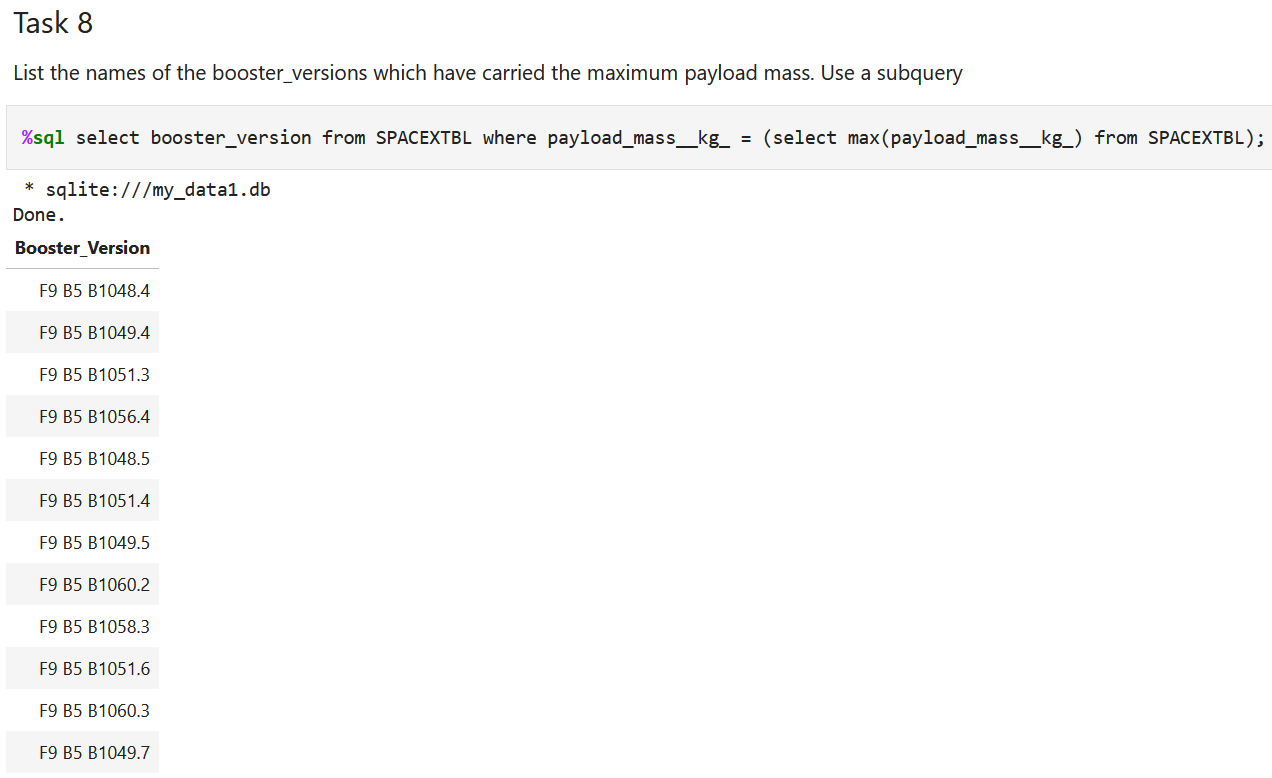 Task 8
List the names of the booster_versions which have carried the maximum payload mass. Use a subquery
%sql select booster_version from SPACEXTBL where payload_mass__kg_ = (select max(payload_mass__kg_) from SPACEXTBL);
* sqlite:///my_data1.db
Done.
Booster_Version
F9 B5 B1048.4
F9 B5 B1049.4
F9 B5 B1051.3
F9 B5 B1056.4
F9 B5 B1048.5
F9 B5 B1051.4
F9 B5 B1049.5
F9 B5 B1060.2
F9 B5 B1058.3
F9 B5 B1051.6
F9 B5 B1060.3
F9 B5 B1049.7